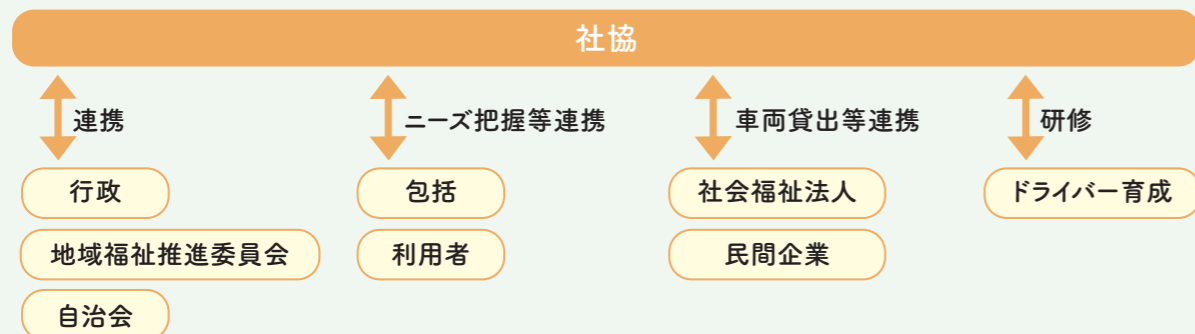 社協
連携
ニーズ把握等連携
車両貸出等連携
研修
行政
包括
社会福祉法人
ドライバー育成
地域福祉推進委員会
利用者
民間企業
自治会